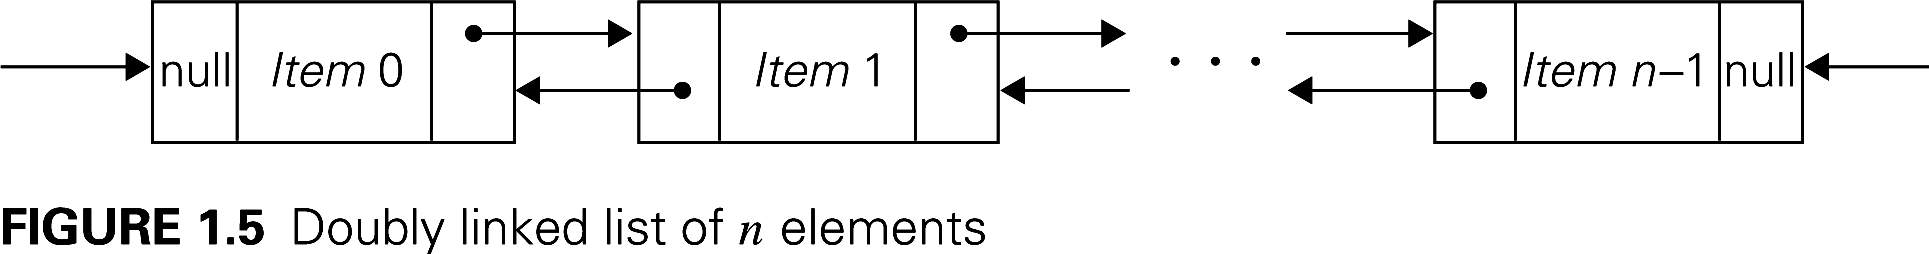 null Item 0 Item 1 . . . Item n–1 null
FIGURE 1.5 Doubly linked list of n elements